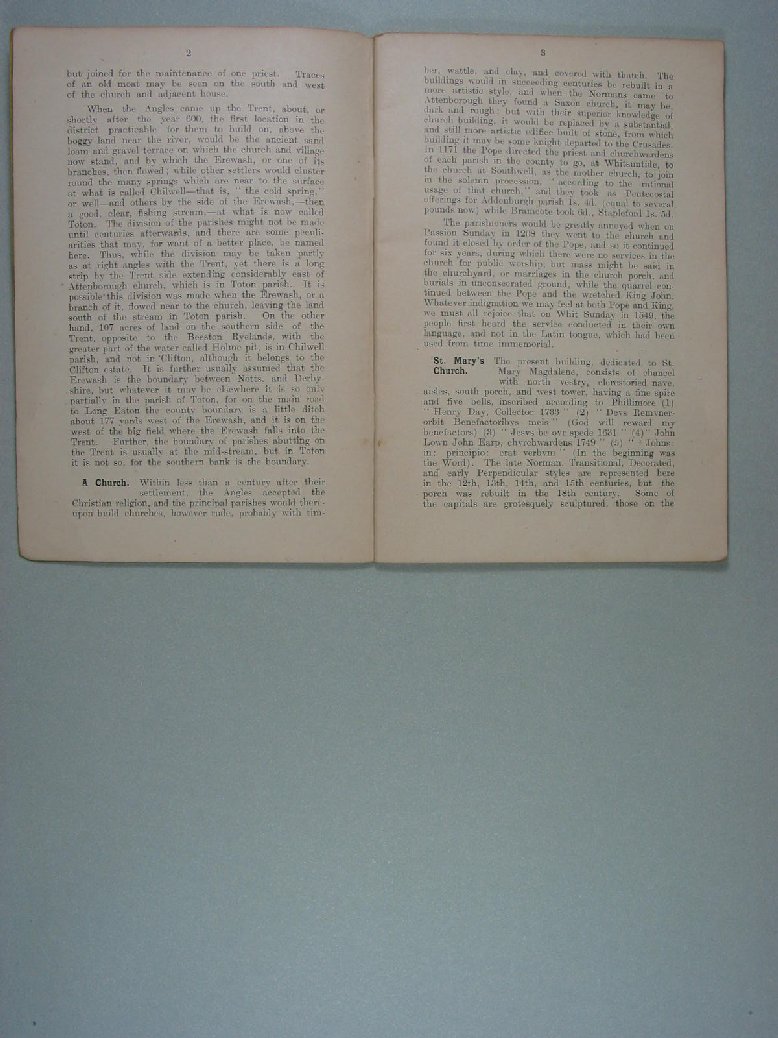 2
but joined for the maintenance of one priest. Traces
of an old moat may be seen on the south and west
of the church and adjacent house.
When the Angles came up the Trent, about, or
shortly after the year 600, the first location in the
district practicable for them to build on, above the
boggy land near the river, would be the ancient sand
loam and gravel terrace on which the church and village
now stand, and by which the Erewash, or one of its
branches, then flowed; while other settlers would cluster
round the many springs which are near to the surface
at what is called Chilwell—that is, "the cold spring,"
or well—and others by the side of the Erewash,—then
a good, clear, fishing stream,—at what is now called
Toton. The division of the parishes might not be made
until centuries afterwards, and there are some peculi-
arities that may, for want of a better place, be named
here. Thus, while the division may be taken partly
as at right angles with the Trent, yet there is a long
strip by the Trent side extending considerably east of
Attenborough church, which is in Toton parish. It is
possible this division was made when the Erewash, or a
branch of it, flowed near to the church, leaving the land
south of the stream in Toton parish. On the other
hand, 107 acres of land on the southern side of the
Trent, opposite to the Beeston Ryelands, with the
greater part of the water called Holme pit, is in Chilwell
parish, and not in Clifton, although it belongs to the
Clifton estate. It is further usually assumed that the
Erewash is the boundary between Notts. and Derby-
shire, but whatever it may be elsewhere it is so only
partially in the parish of Toton, for on the main road
to Long Eaton the county boundary is a little ditch
about 177 yards west of the Erewash, and it is on the
west of the big field where the Erewash falls into the
Trent. Further, the boundary of parishes abutting on
the Trent is usually at the mid-stream, but in Toton
it is not so, for the southern bank is the boundary.
A Church. Within less than a century after their
settlement, the Angles accepted the
Christian religion, and the principal parishes would there-
upon build churches, however rude, probably with tim-
3
ber, wattle, and clay, and covered with thatch. The
buildings would in succeeding centuries be rebuilt in a
more artistic style, and when the Normans came to
Attenborough they found a Saxon church, it may be
dark and rough; but with their superior knowledge of
church building, it would be replaced by a substantial,
and still more artistic edifice built of stone, from which
building it may be some knight departed to the Crusades.
In 1171 the Pope directed the priest and churchwardens
of each parish in the county to go, at Whitsuntide, to
the church at Southwell, as the mother church, to join
in the solemn procession, "according to the rational
usage of that church," and they took as Pentecostal
offerings for Addenburgh parish 1s. 4d. (equal to several
pounds now) while Bramcote took 6d., Stapleford 1s. 5d.
The parishioners would be greatly annoyed when on
Passion Sunday in 1208 they went to the church and
found it closed by order of the Pope, and so it continued
for six years, during which there were no services in the
church for public worship, but mass might be said in
the churchyard, or marriages in the church porch, and
burials in unconsecrated ground, while the quarrel con-
tinued between the Pope and the wretched King John.
Whatever indignation we may feel at both Pope and King,
we must all rejoice that on Whit Sunday in 1549, the
people first heard the service conducted in their own
language, and not in the Latin tongue, which had been
used from time immemorial.
St. Mary's The present building, dedicated to St.
Church. Mary Magdalene, consists of chancel
with north vestry, clerestoried nave,
aisles, south porch, and west tower, having a fine spire
and five bells, inscribed according to Phillimore (1)
Henry Day, Collector 1733 (2) "Devs Remvner-
orbit Benefactoribvs meis" (God will reward my
benefactors) (3) "Jesvs be ovr spede 1631" (4) "John
Lown John Earp, chvrchwardens 1749" (5) "Johns:
in: principio: erat verbvm" (In the beginning was
the Word). The late Norman, Transitional, Decorated,
and early Perpendicular styles are represented here
in the 12th, 13th, 14th, and 15th centuries, but the
porch was rebuilt in the 18th century. Some of
the capitals are grotesquely sculptured; those on the